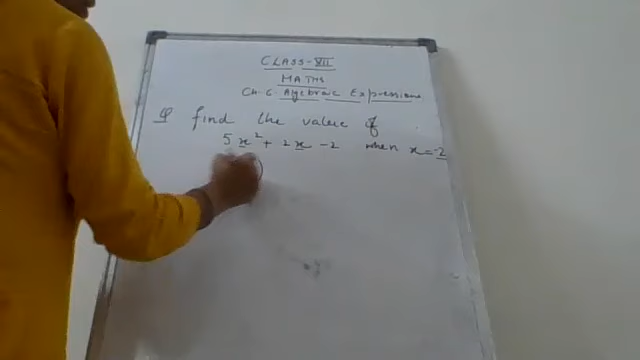 CLASS-VII
MATHS
CH.6 Algebraic Expressions
Q find the value of
5x² + 2x -2 when x=-2
)